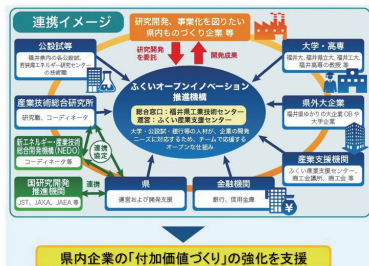 連携イメージ
研究開発、事業化を図りたい
県内ものづくり企業 等
研究開発
を委託
開発成果
公設試等
福井県内の各公設試、
若狭湾エネルギー研究センター
の技術職
大学・高専
福井大、福井県立大、福井工大、
福井高専の教授 等
ふくいオープンイノベーション
推進機構
総合窓口:福井県工業技術センター
運営:ふくい産業支援センター
大学・公設試・銀行等の人材が、企業の開発
ニーズに対応するため、チームで応援する
オープンな仕組み
産業技術総合研究所
研究職、コーディネータ
県外大企業
福井県ゆかりの大企業OBや
大学企業
新エネルギー・産業技術
総合開発機構(NEDO)
コーディネータ等
連携
協定
国研究開発
推進機関
JST、JAXA、JAEA 等
連携
県
運営および開発支援
金融機関
銀行、信用金庫
産業支援機関
ふくい産業支援センター、
商工会議所、商工会 等
県内企業の「付加価値づくり」の強化を支援